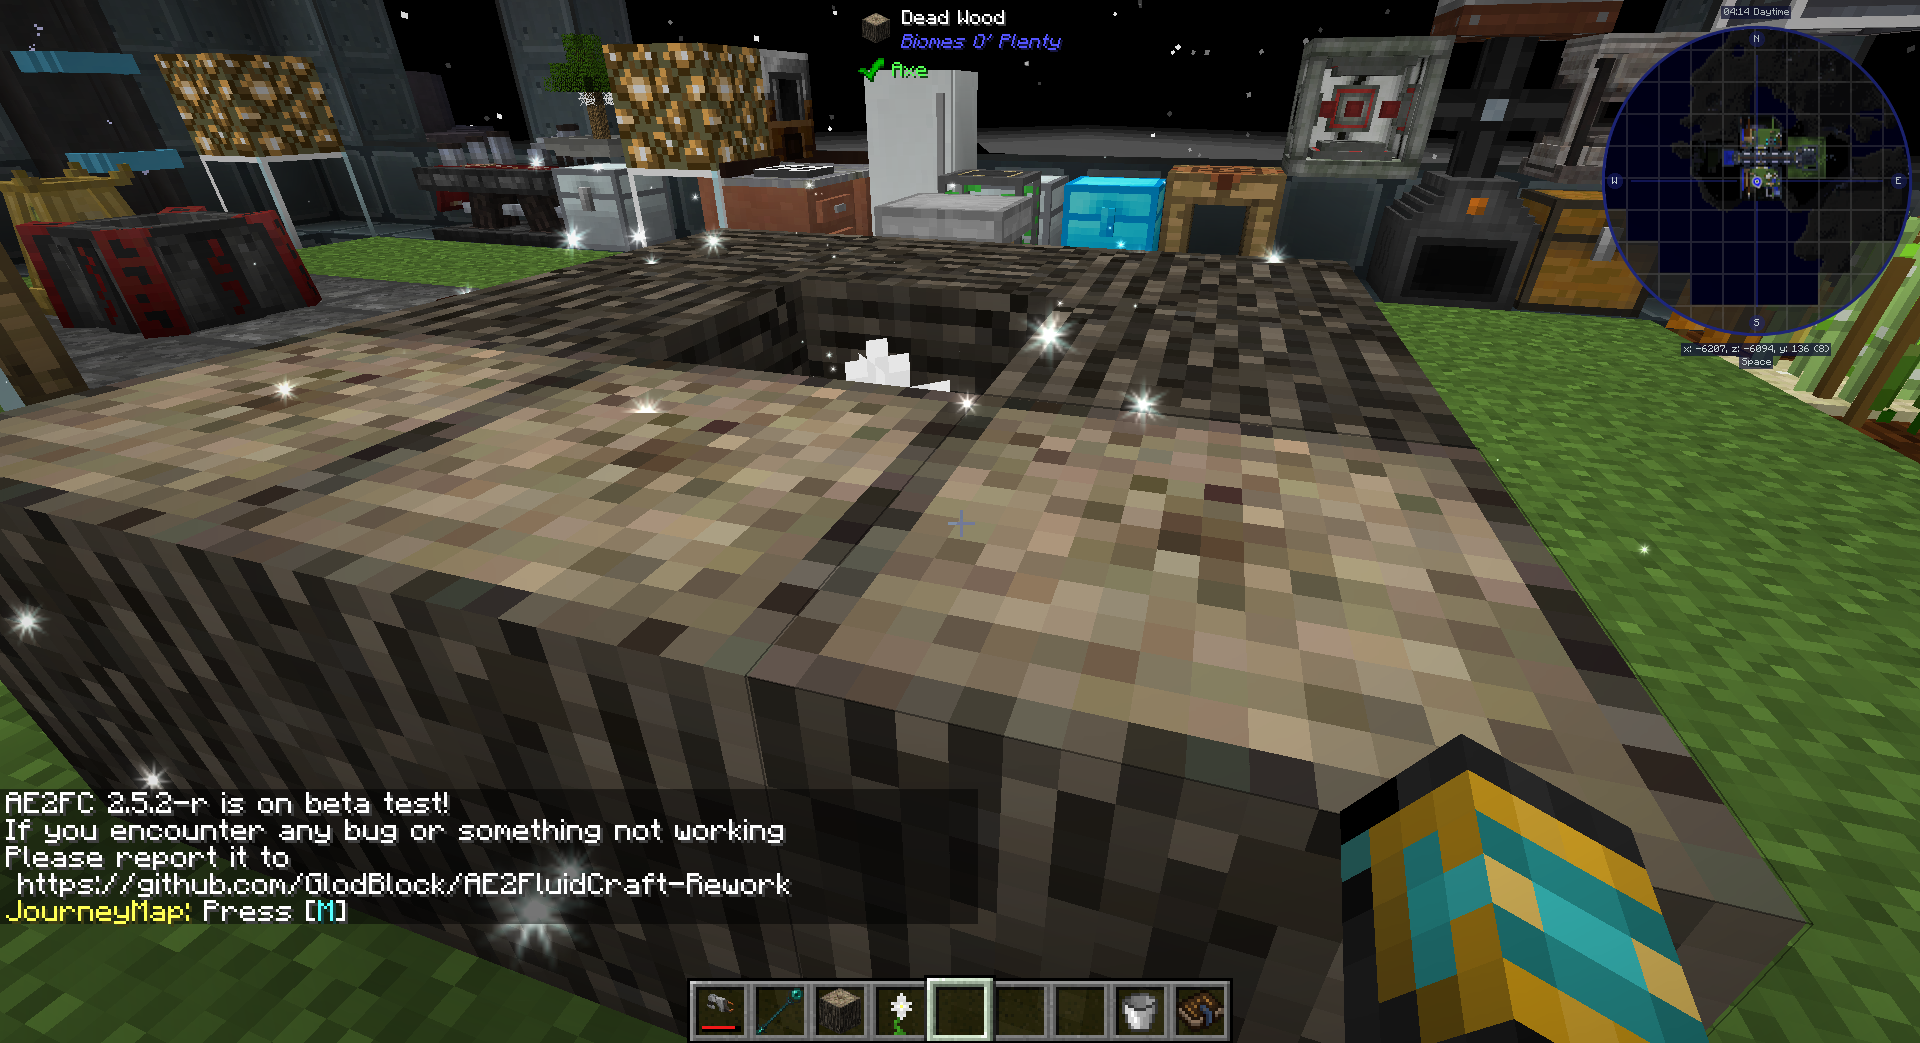 Dead Wood
Biomes O' Plenty
Axe
04:14 Daytime
N
W
E
S
x: -6207, z: -6094, y: 136 (8)
Space
AE2FC 2.5.2-r is on beta test!
If you encounter any bug or something not working
Please report it to
https://github.com/GlodBlock/AE2FluidCraft-Rework
JourneyMap: Press [M]